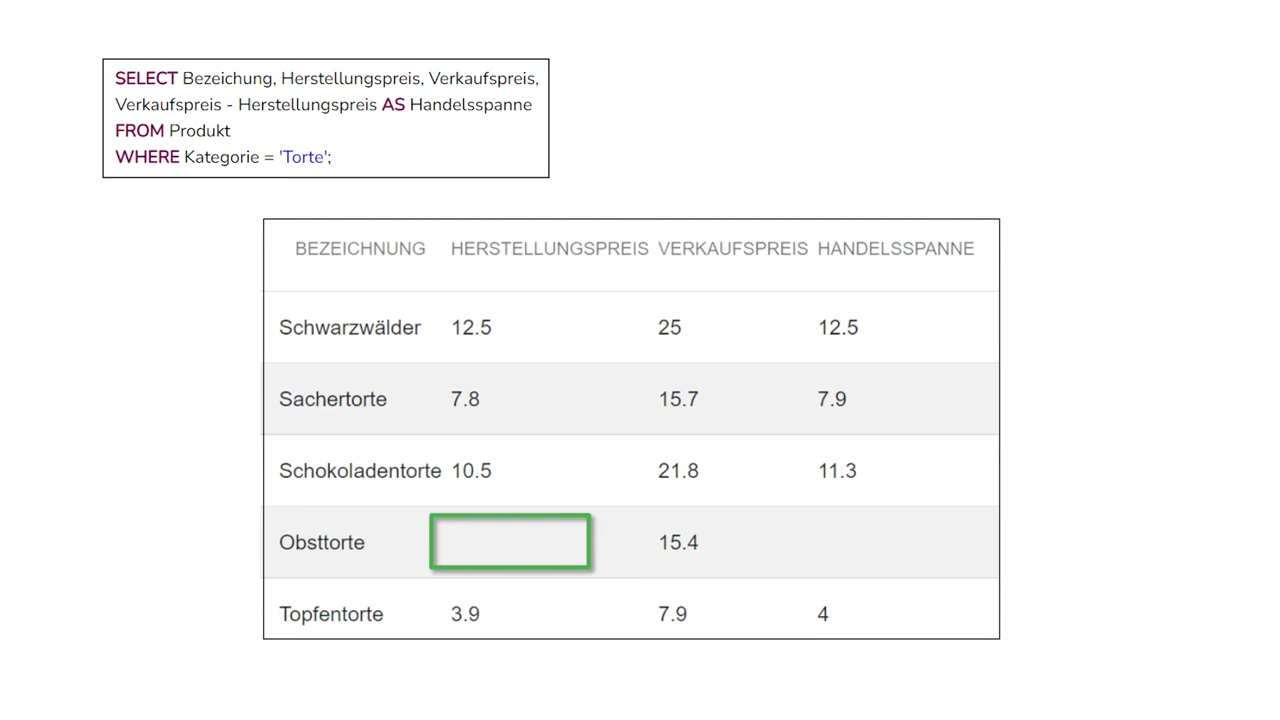 SELECT Bezeichung, Herstellungspreis, Verkaufspreis,
Verkaufspreis - Herstellungspreis AS Handelsspanne
FROM Produkt
WHERE Kategorie = 'Torte';
BEZEICHNUNG HERSTELLUNGSPREIS VERKAUFSPREIS HANDELSSPANNE
Schwarzwälder 12.5 25 12.5
Sachertorte 7.8 15.7 7.9
Schokoladentorte 10.5 21.8 11.3
Obsttorte 15.4
Topfentorte 3.9 7.9 4